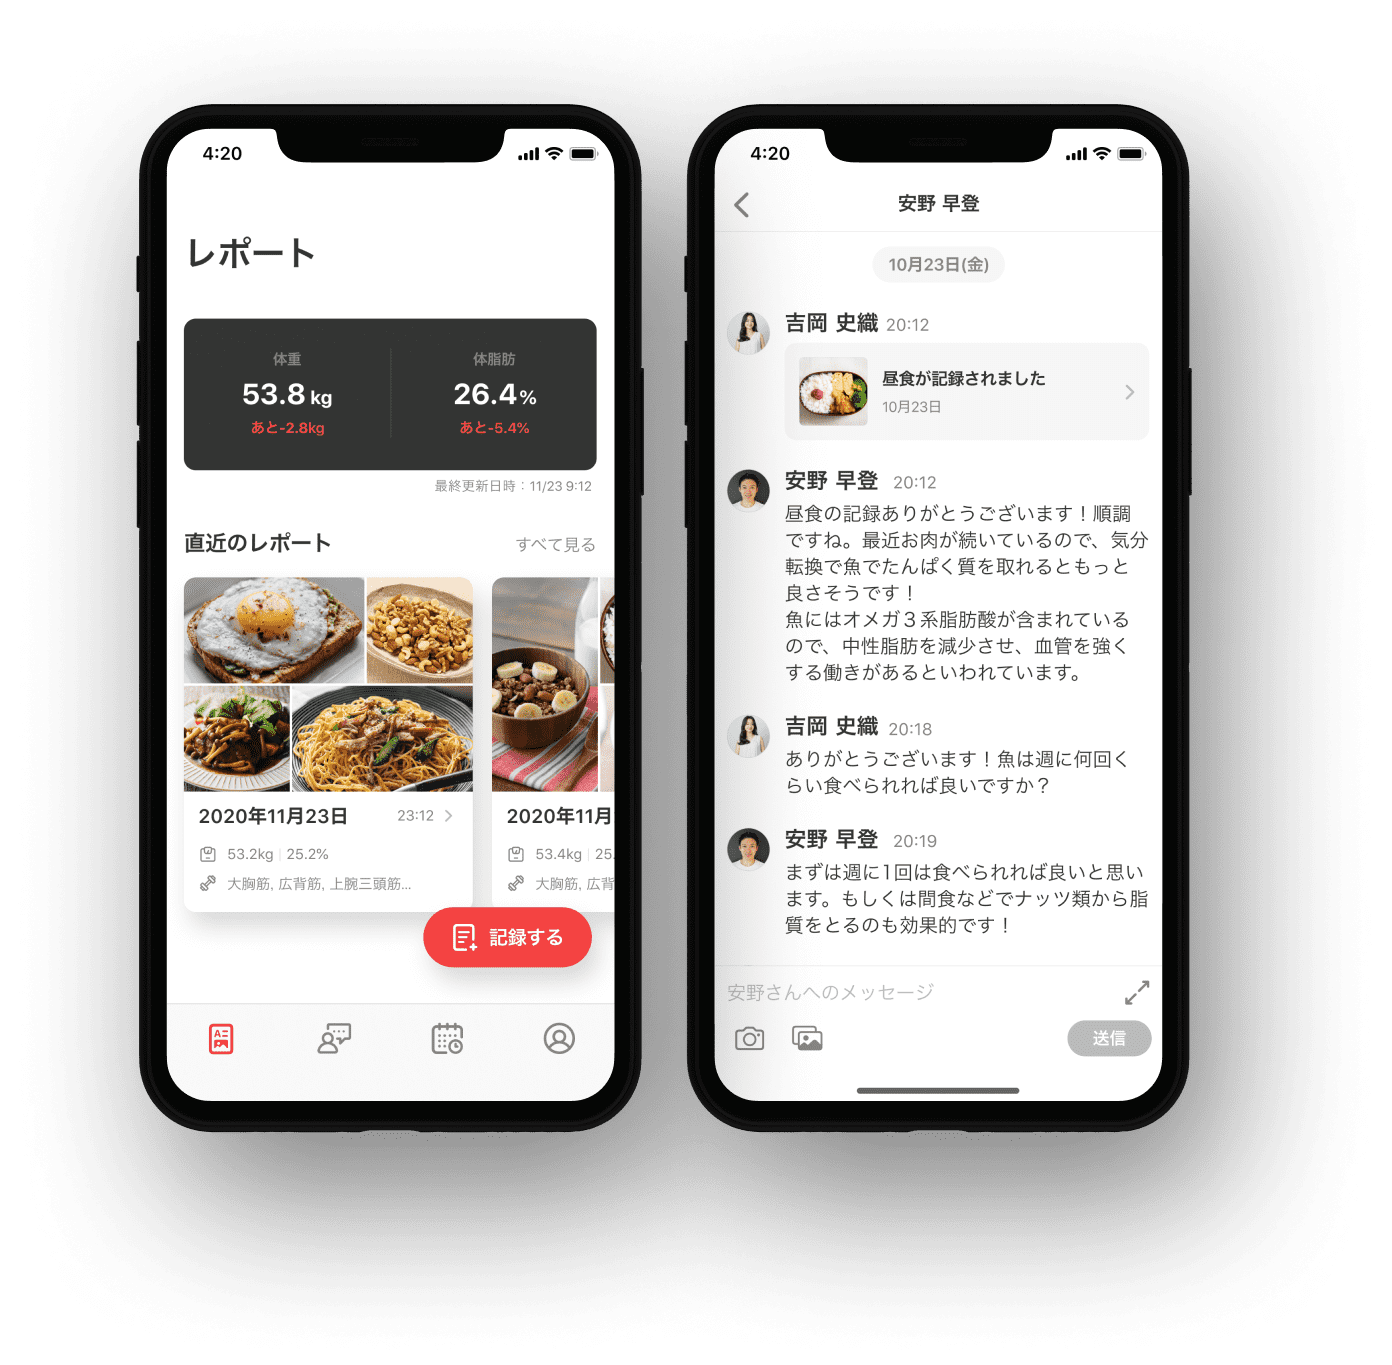 4:20
レポート
体重
体脂肪
53.8 kg
26.4 %
あと-2.8kg
あと-5.4%
最終更新日時：11/23 9:12
直近のレポート
すべて見る
2020年11月23日
23:12
53.2kg
25.2%
大胸筋, 広背筋, 上腕三頭筋...
2020年11月
53.4kg
25.
大胸筋, 広背
記録する
4:20
安野 早登
10月23日(金)
吉岡 史織 20:12
昼食が記録されました
10月23日
安野 早登 20:12
昼食の記録ありがとうございます！順調
ですね。最近お肉が続いているので、気分
転換で魚でたんぱく質を取れるともっと
良さそうです！
魚にはオメガ３系脂肪酸が含まれている
ので、中性脂肪を減少させ、血管を強く
する働きがあるといわれています。
吉岡 史織 20:18
ありがとうございます！魚は週に何回く
らい食べられれば良いですか？
安野 早登 20:19
まずは週に1回は食べられれば良いと思い
ます。もしくは間食などでナッツ類から脂
質をとるのも効果的です！
安野さんへのメッセージ
送信